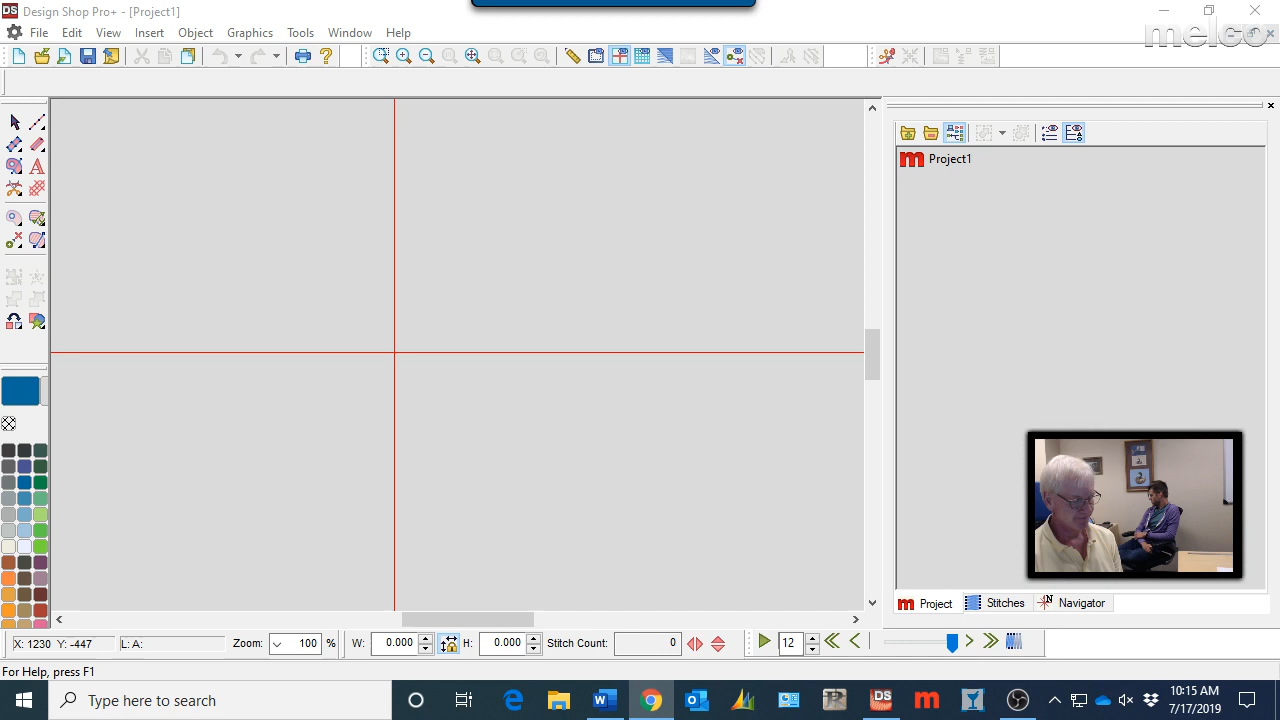 DS Design Shop Pro+ - [Project1]
File Edit View Insert Object Graphics Tools Window Help
melco
m Project1
X: 1230 Y: -447 L: A: Zoom: 100 % W: 0.000 H: 0.000 Stitch Count: 0 12
m Project Stitches N Navigator
For Help, press F1
Type here to search
DS m
10:15 AM
7/17/2019